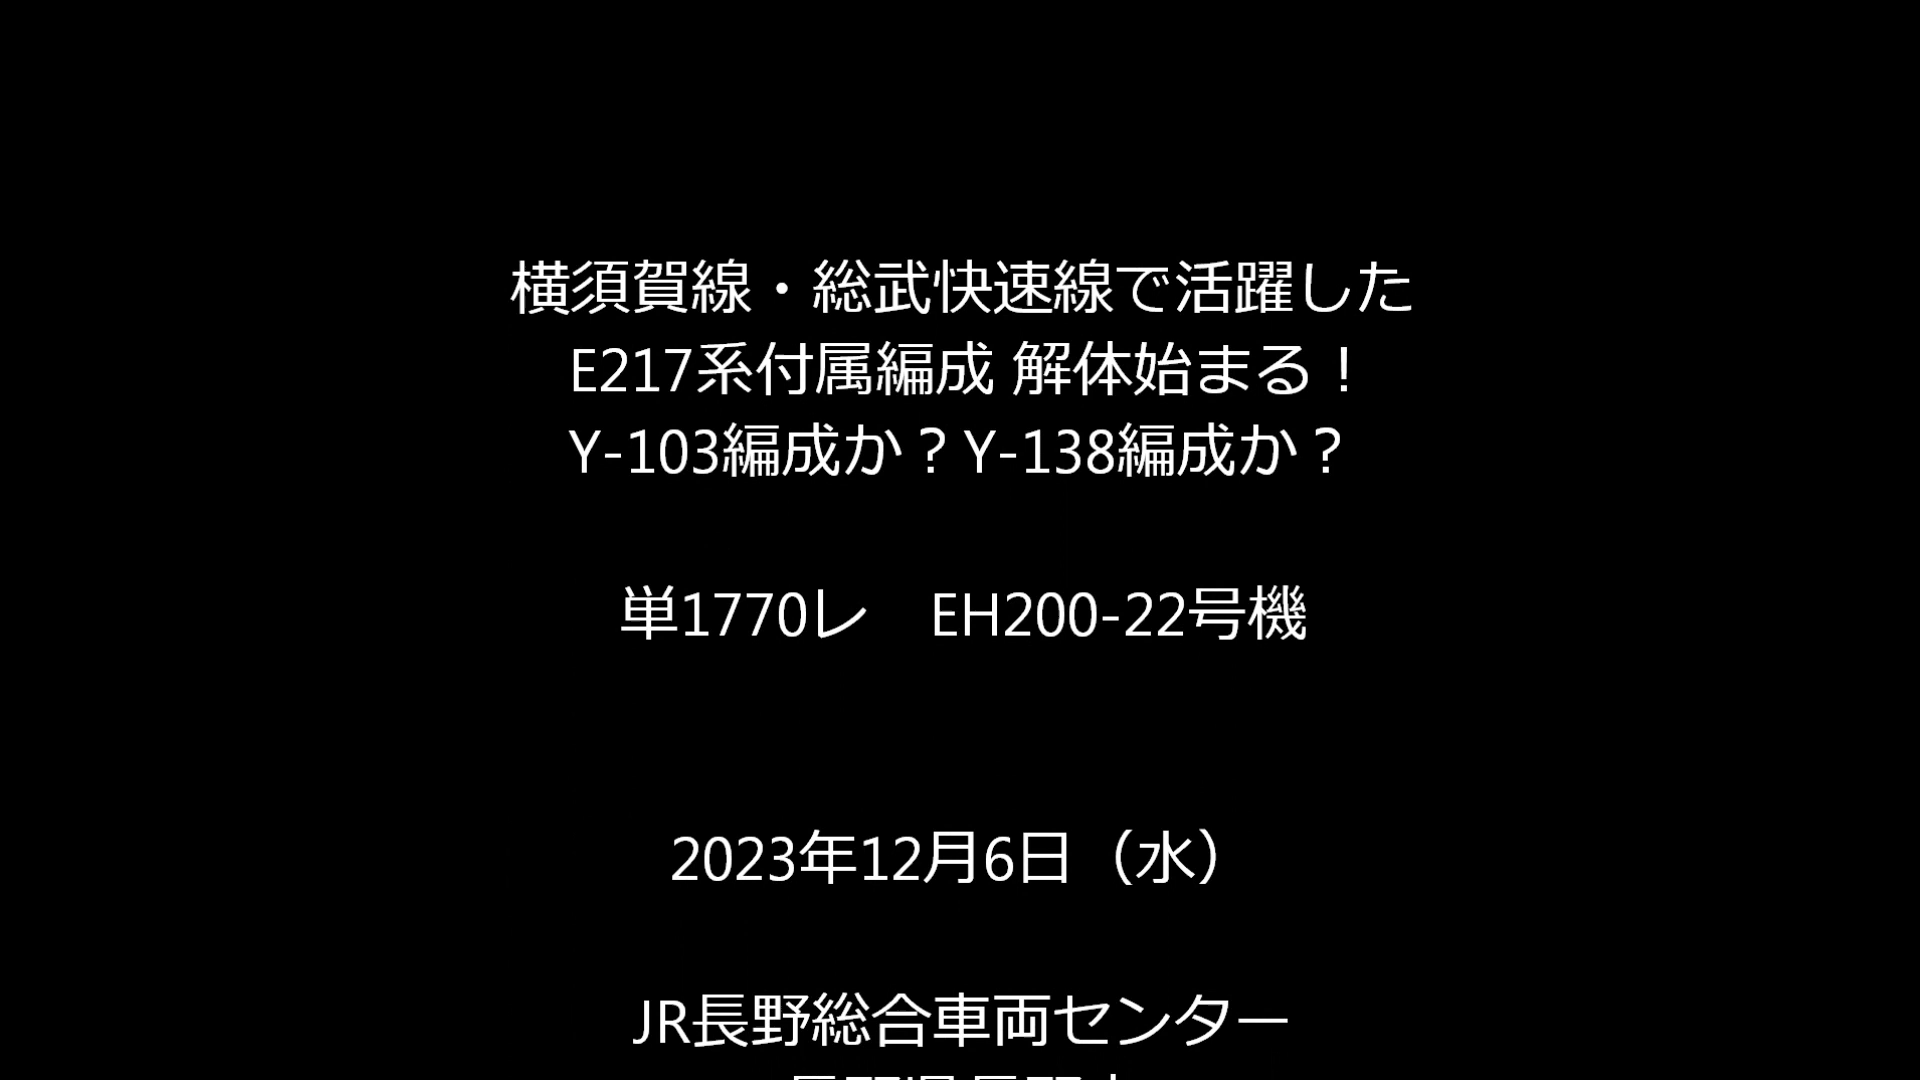 横須賀線・総武快速線で活躍した
E217系付属編成 解体始まる！
Y-103編成か？Y-138編成か？
単1770レ　EH200-22号機
2023年12月6日（水）
JR長野総合車両センター